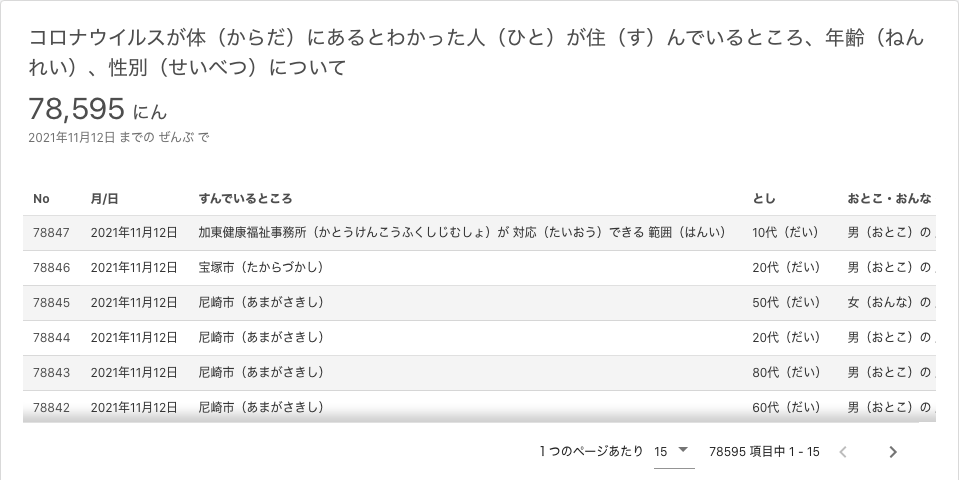 コロナウイルスが体（からだ）にあるとわかった人（ひと）が住（す）んでいるところ、年齢（ねん
れい）、性別（せいべつ）について
78,595 にん
2021年11月12日 までの ぜんぶ で
No 月/日 すんでいるところ とし おとこ・おんな
78847 2021年11月12日 加東健康福祉事務所（かとうけんこうふくしじむしょ）が 対応（たいおう）できる 範囲（はんい） 10代（だい） 男（おとこ）の
78846 2021年11月12日 宝塚市（たからづかし） 20代（だい） 男（おとこ）の
78845 2021年11月12日 尼崎市（あまがさきし） 50代（だい） 女（おんな）の
78844 2021年11月12日 尼崎市（あまがさきし） 20代（だい） 男（おとこ）の
78843 2021年11月12日 尼崎市（あまがさきし） 80代（だい） 男（おとこ）の
78842 2021年11月12日 尼崎市（あまがさきし） 60代（だい） 男（おとこ）の
1 つのページあたり 15 78595 項目中 1 - 15